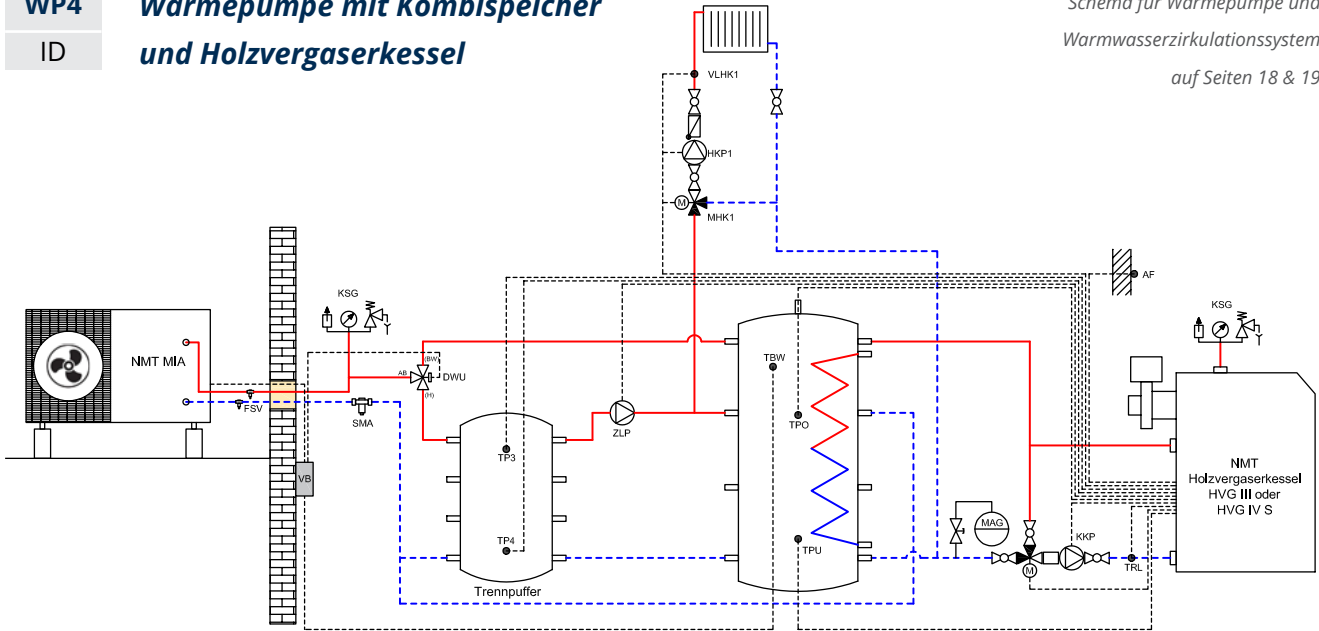 WP4
ID
Wärmepumpe mit Kombispeicher
und Holzvergaserkessel
Schema für Wärmepumpe und
Warmwasserzirkulationssystem
auf Seiten 18 & 19
VLHK1
HKP1
M
MHK1
AF
KSG
KSG
NMT MIA
(BW)
AB
DWU
(H)
FSV
SMA
TBW
TPO
ZLP
TP3
VB
TP4
Trennpuffer
TPU
MAG
KKP
M
TRL
NMT
Holzvergaserkessel
HVG III oder
HVG IV S